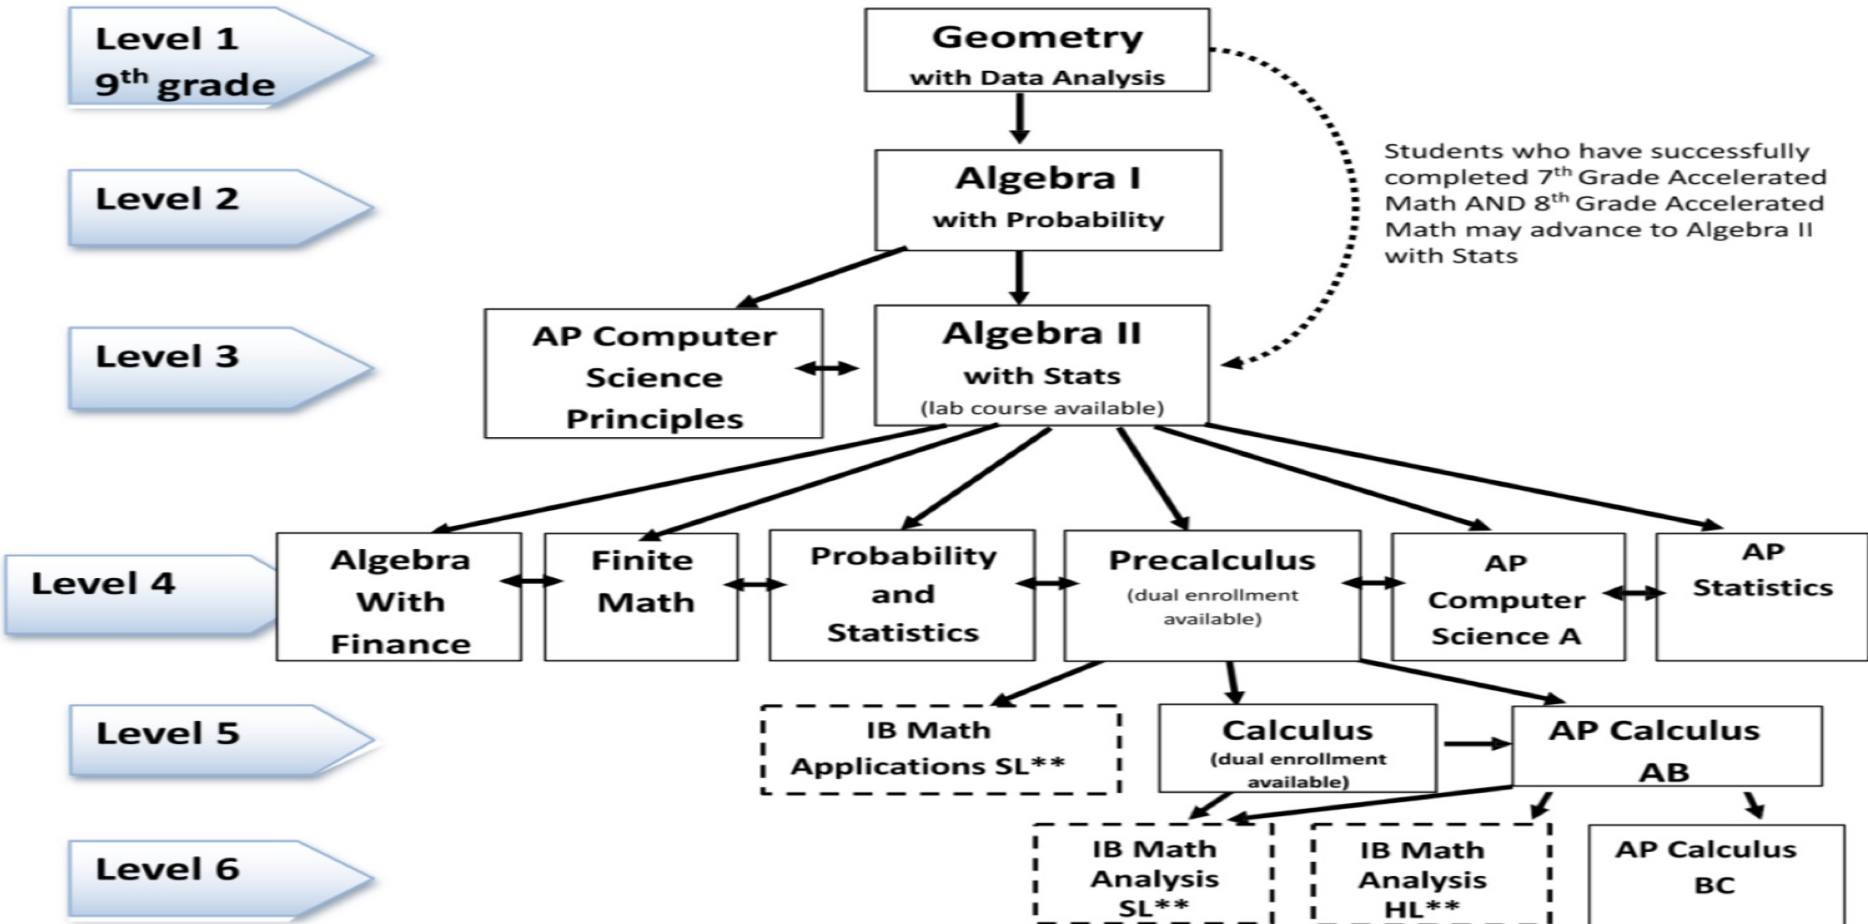 Level 1
9th grade
Geometry
with Data Analysis
Students who have successfully
completed 7th Grade Accelerated
Math AND 8th Grade Accelerated
Math may advance to Algebra II
with Stats
Level 2
Algebra I
with Probability
Level 3
AP Computer
Science
Principles
Algebra II
with Stats
(lab course available)
Level 4
Algebra
With
Finance
Finite
Math
Probability
and
Statistics
Precalculus
(dual enrollment
available)
AP
Computer
Science A
AP
Statistics
Level 5
IB Math
Applications SL**
Calculus
(dual enrollment
available)
AP Calculus
AB
Level 6
IB Math
Analysis
SL**
IB Math
Analysis
HL**
AP Calculus
BC